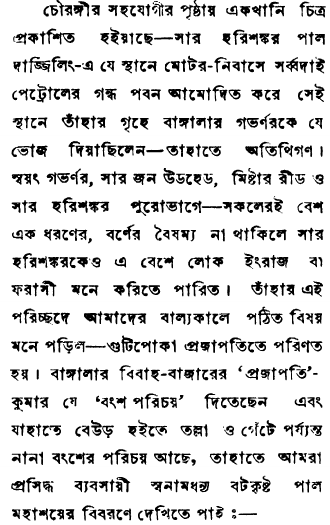 চৌরঙ্গীর সহযোগীর পৃষ্ঠায় একখানি চিত্র
প্রকাশিত হইয়াছে—সার হরিশঙ্কর পাল
দার্জ্জিলিং-এ যে স্থানে মোটর-নিবাসে সর্ব্বদাই
পেট্রোলের গন্ধ পবন আমোদিত করে সেই
স্থানে তাঁহার গৃহে বাঙ্গালার গভর্ণরকে যে
ভোজ দিয়াছিলেন—তাহাতে অতিথিগণ।
স্বয়ং গভর্ণর, সার জন উডহেড, মিষ্টার রীড ও
সার হরিশঙ্কর পুরোভাগে—সকলেরই বেশ
এক ধরণের, বর্ণের বৈষম্য না থাকিলে সার
হরিশঙ্করকেও এ বেশে লোক ইংরাজ বা
ফরাসী মনে করিতে পারিত। তাঁহার এই
পরিচ্ছদে আমাদের বাল্যকালে পঠিত বিষয়
মনে পড়িল—গুটিপোকা প্রজাপতিতে পরিণত
হয়। বাঙ্গালার বিবাহ-বাজারের 'প্রজাপতি'-
কুমার যে 'বংশ পরিচয়' দিতেছেন এবং
যাহাতে বেউড় হইতে তল্লা ও গেঁটে পর্য্যন্ত
নানা বংশের পরিচয় আছে, তাহাতে আমরা
প্রসিদ্ধ ব্যবসায়ী স্বনামধন্য বটকৃষ্ট পাল
মহাশয়ের বিবরণে দেখিতে পাই :—